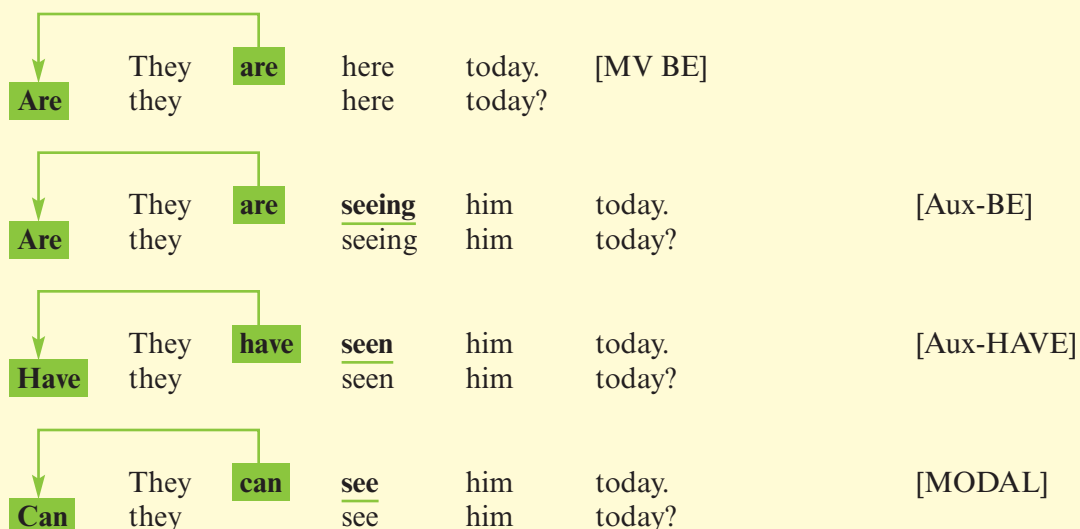 They are here today. [MV BE]
Are they here today?
They are seeing him today. [Aux-BE]
Are they seeing him today?
They have seen him today. [Aux-HAVE]
Have they seen him today?
They can see him today. [MODAL]
Can they see him today?